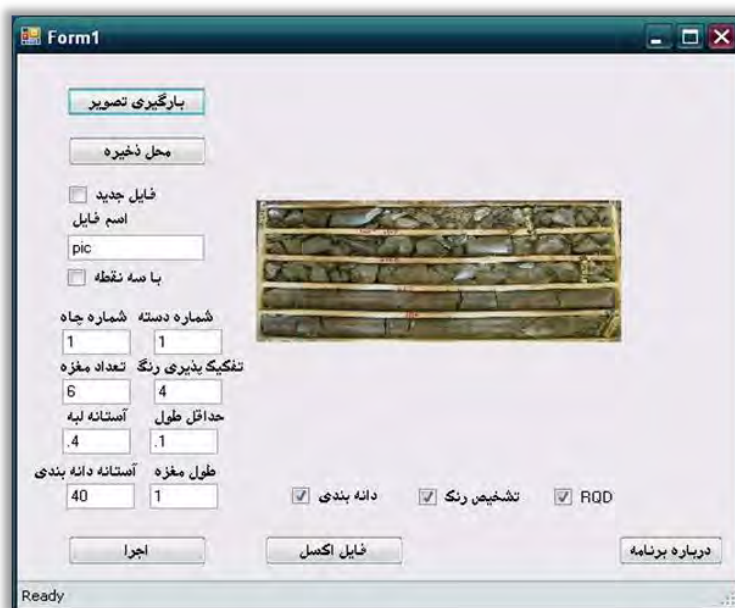 Form1
بارگیری تصویر
محل ذخیره
فایل جدید
اسم فایل
pic
با سه نقطه
شماره دسته شماره چاه
1 1
تفکیک پذیری رنگ تعداد مغزه
4 6
حداقل طول آستانه لبه
.1 .4
طول مغزه آستانه دانه بندی
1 40
دانه بندی تشخیص رنگ RQD
اجرا فایل اکسل درباره برنامه
Ready